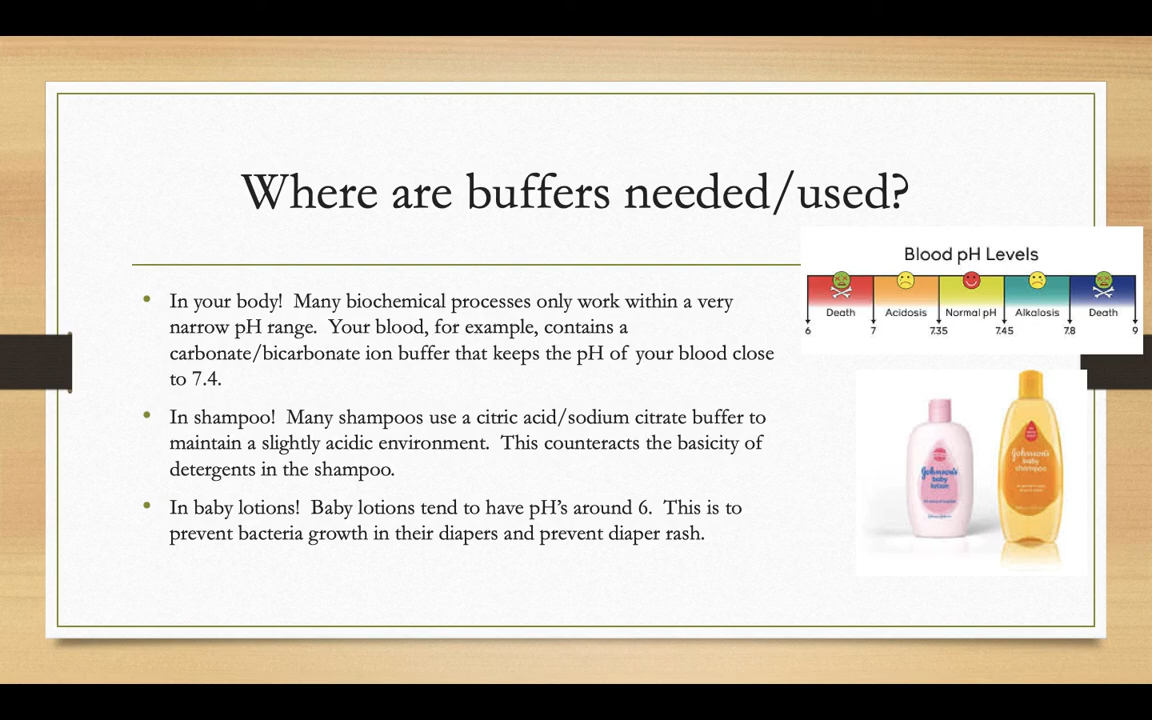 Where are buffers needed/used?
Blood pH Levels
Death Acidosis Normal pH Alkalosis Death
6 7 7.35 7.45 7.8 9
• In your body! Many biochemical processes only work within a very
narrow pH range. Your blood, for example, contains a
carbonate/bicarbonate ion buffer that keeps the pH of your blood close
to 7.4.
• In shampoo! Many shampoos use a citric acid/sodium citrate buffer to
maintain a slightly acidic environment. This counteracts the basicity of
detergents in the shampoo.
• In baby lotions! Baby lotions tend to have pH's around 6. This is to
prevent bacteria growth in their diapers and prevent diaper rash.
Johnson's
baby
lotion
Johnson's
baby
shampoo